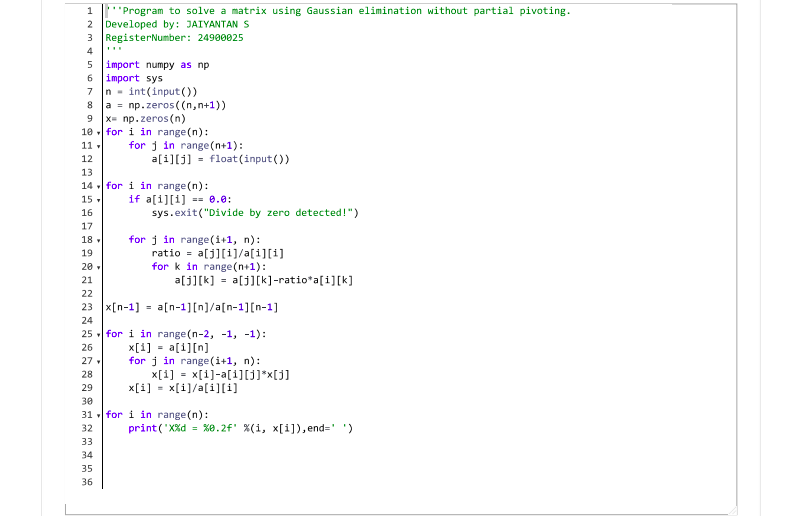 1 '''Program to solve a matrix using Gaussian elimination without partial pivoting.
2 Developed by: JAIYANTAN S
3 RegisterNumber: 24900025
4 '''
5 import numpy as np
6 import sys
7 n = int(input())
8 a = np.zeros((n,n+1))
9 x= np.zeros(n)
10 for i in range(n):
11     for j in range(n+1):
12         a[i][j] = float(input())
13
14 for i in range(n):
15     if a[i][i] == 0.0:
16         sys.exit("Divide by zero detected!")
17
18     for j in range(i+1, n):
19         ratio = a[j][i]/a[i][i]
20         for k in range(n+1):
21             a[j][k] = a[j][k]-ratio*a[i][k]
22
23 x[n-1] = a[n-1][n]/a[n-1][n-1]
24
25 for i in range(n-2, -1, -1):
26     x[i] = a[i][n]
27     for j in range(i+1, n):
28         x[i] = x[i]-a[i][j]*x[j]
29     x[i] = x[i]/a[i][i]
30
31 for i in range(n):
32     print('X%d = %0.2f' %(i, x[i]),end=' ')
33
34
35
36